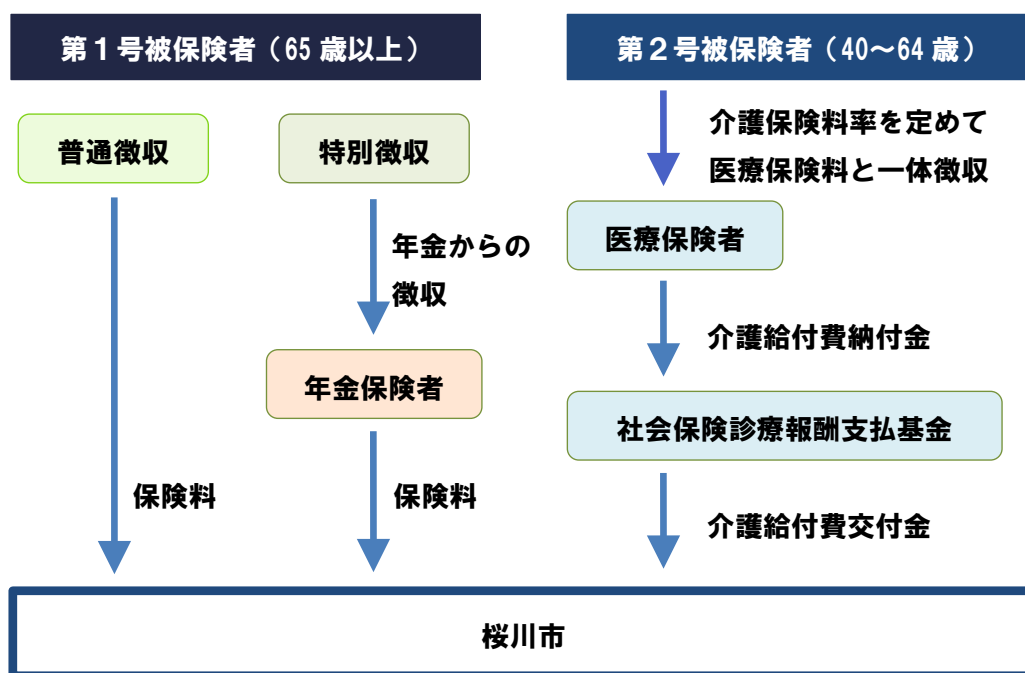 第１号被保険者（65 歳以上）
普通徴収
特別徴収
年金からの
徴収
年金保険者
保険料
保険料
第２号被保険者（40～64 歳）
介護保険料率を定めて
医療保険料と一体徴収
医療保険者
介護給付費納付金
社会保険診療報酬支払基金
介護給付費交付金
桜川市